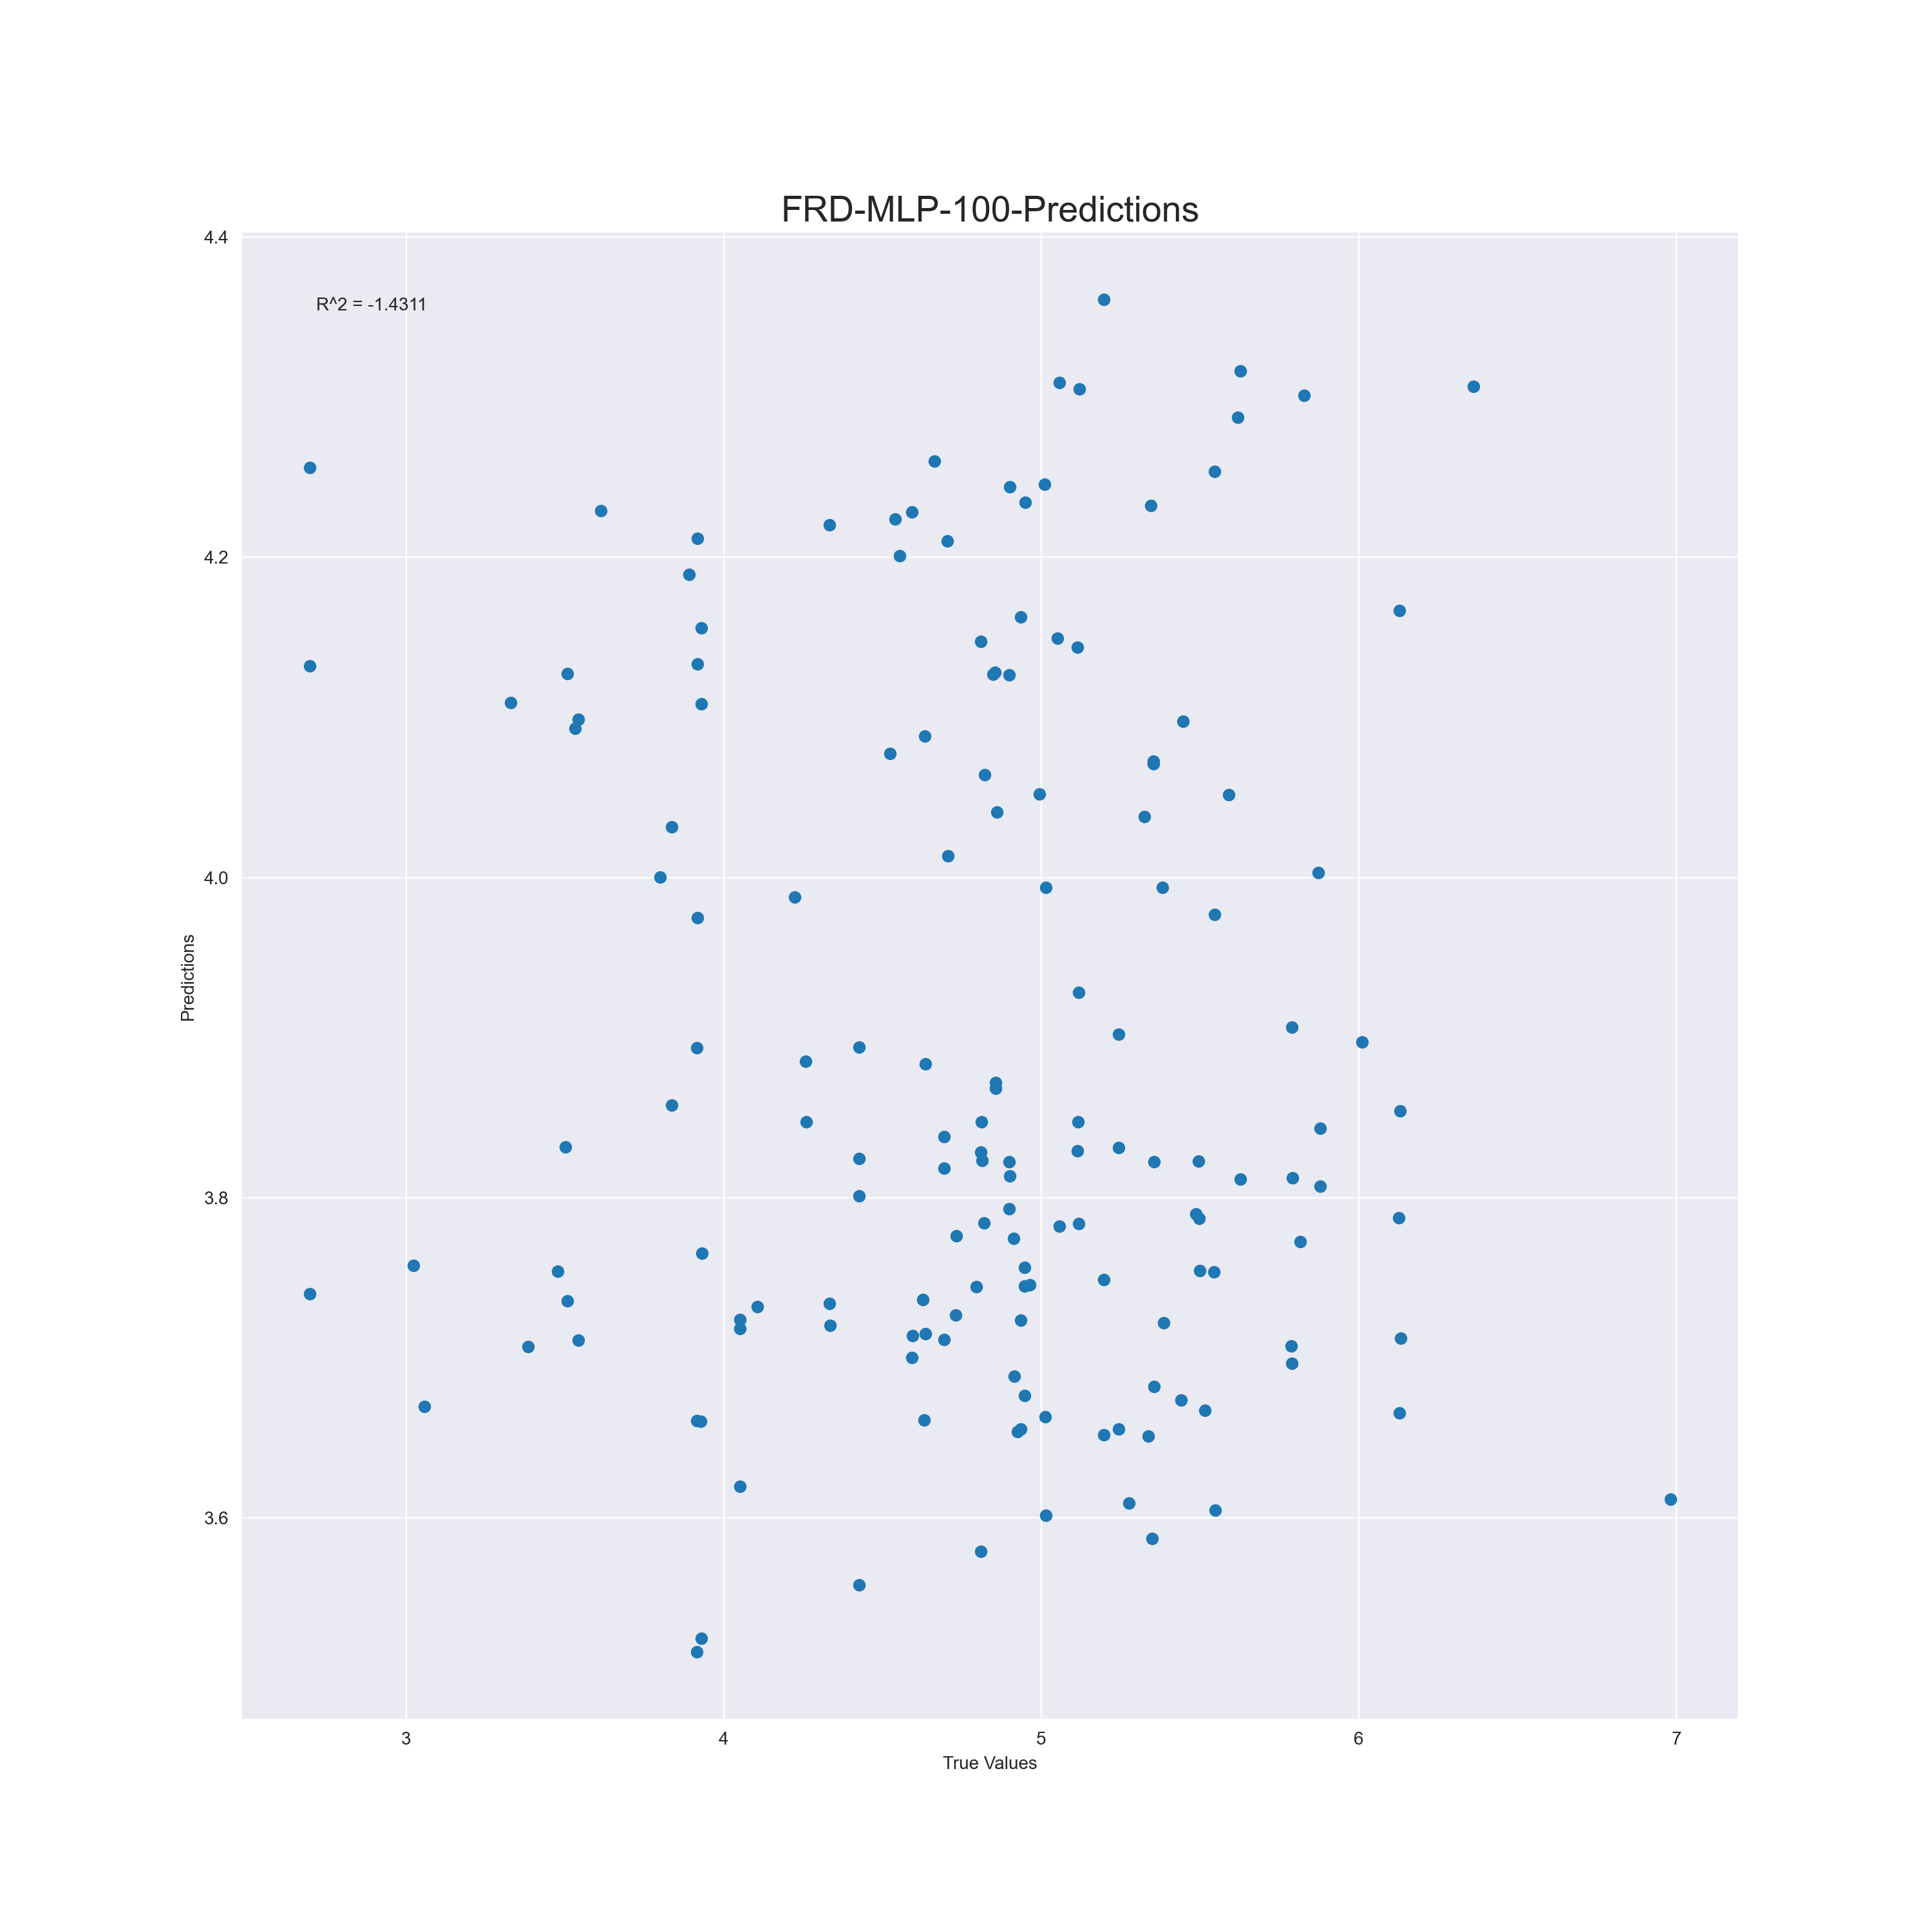 FRD-MLP-100-Predictions
R^2 = -1.4311
4.4
4.2
4.0
3.8
3.6
Predictions
3 4 5 6 7
True Values